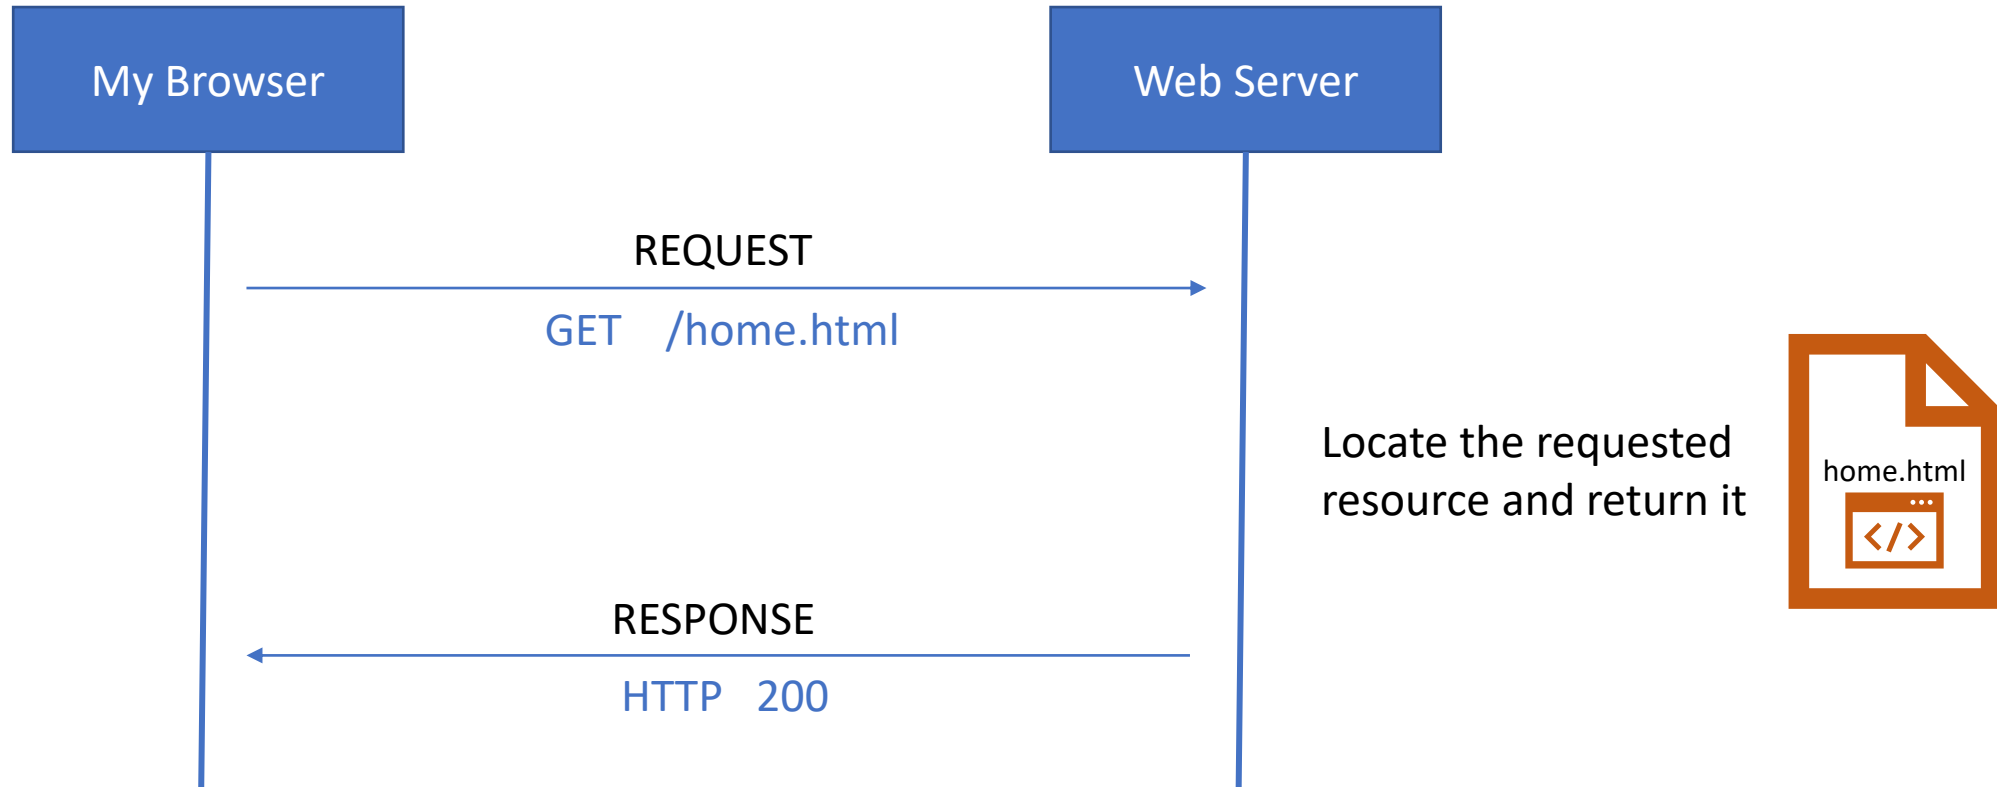 My Browser
Web Server
REQUEST
GET /home.html
Locate the requested
resource and return it
home.html
</>
RESPONSE
HTTP 200